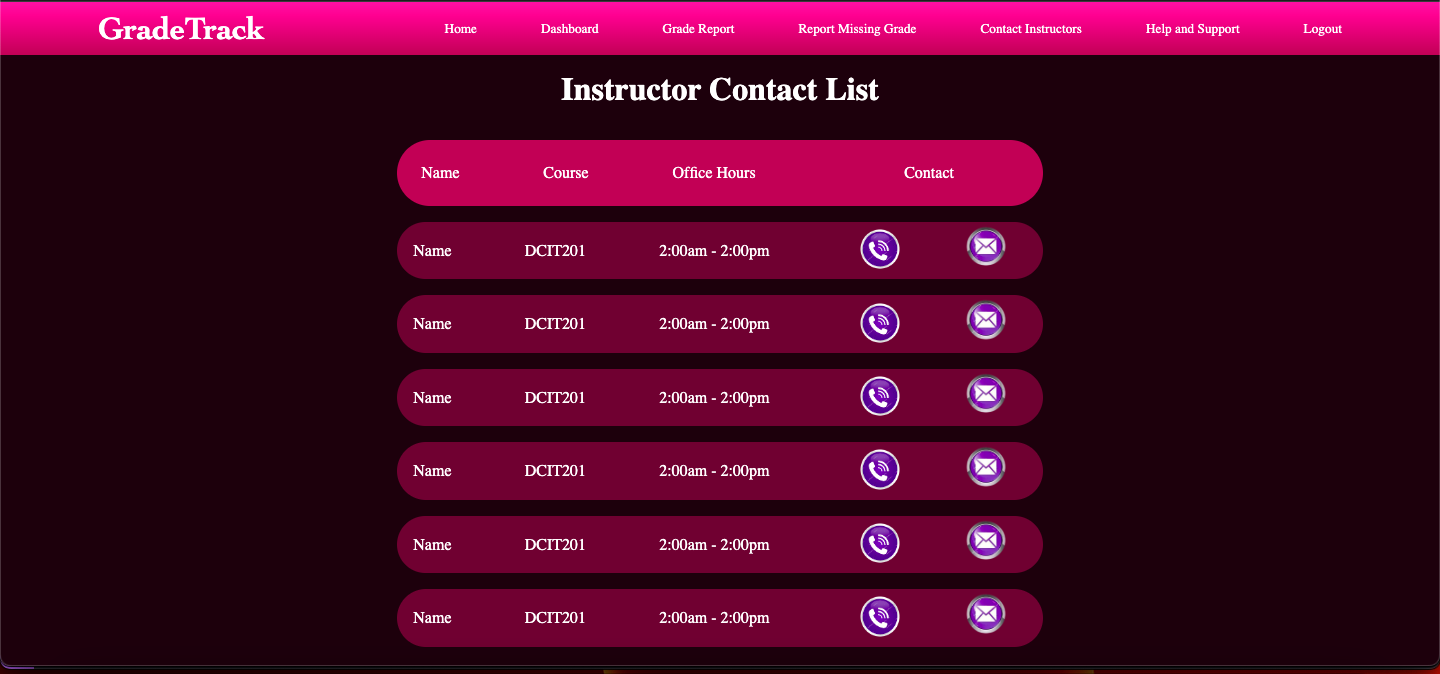 GradeTrack Home Dashboard Grade Report Report Missing Grade Contact Instructors Help and Support Logout
Instructor Contact List
Name Course Office Hours Contact
Name DCIT201 2:00am - 2:00pm
Name DCIT201 2:00am - 2:00pm
Name DCIT201 2:00am - 2:00pm
Name DCIT201 2:00am - 2:00pm
Name DCIT201 2:00am - 2:00pm
Name DCIT201 2:00am - 2:00pm